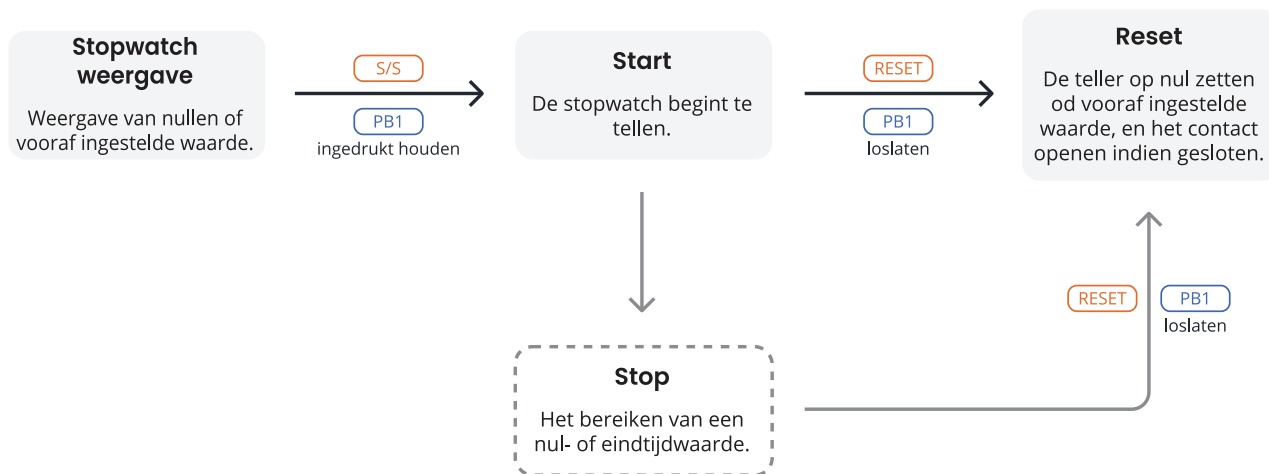 Stopwatch
weergave
Weergave van nullen of
vooraf ingestelde waarde.
S/S
PB1
ingedrukt houden
Start
De stopwatch begint te
tellen.
RESET
PB1
loslaten
Reset
De teller op nul zetten
od vooraf ingestelde
waarde, en het contact
openen indien gesloten.
RESET
PB1
loslaten
Stop
Het bereiken van een
nul- of eindtijdwaarde.